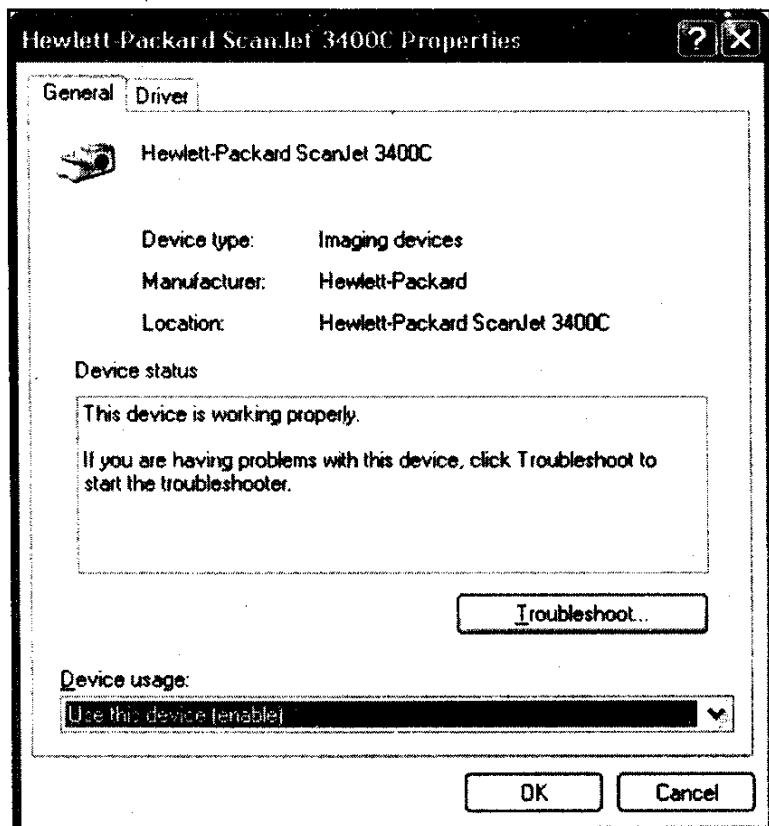 Hewlett-Packard ScanJet 3400C Properties
General Driver
Hewlett-Packard ScanJet 3400C
Device type: Imaging devices
Manufacturer: Hewlett-Packard
Location: Hewlett-Packard ScanJet 3400C
Device status
This device is working properly.
If you are having problems with this device, click Troubleshoot to
start the troubleshooter.
Troubleshoot...
Device usage:
Use this device (enable)
OK Cancel